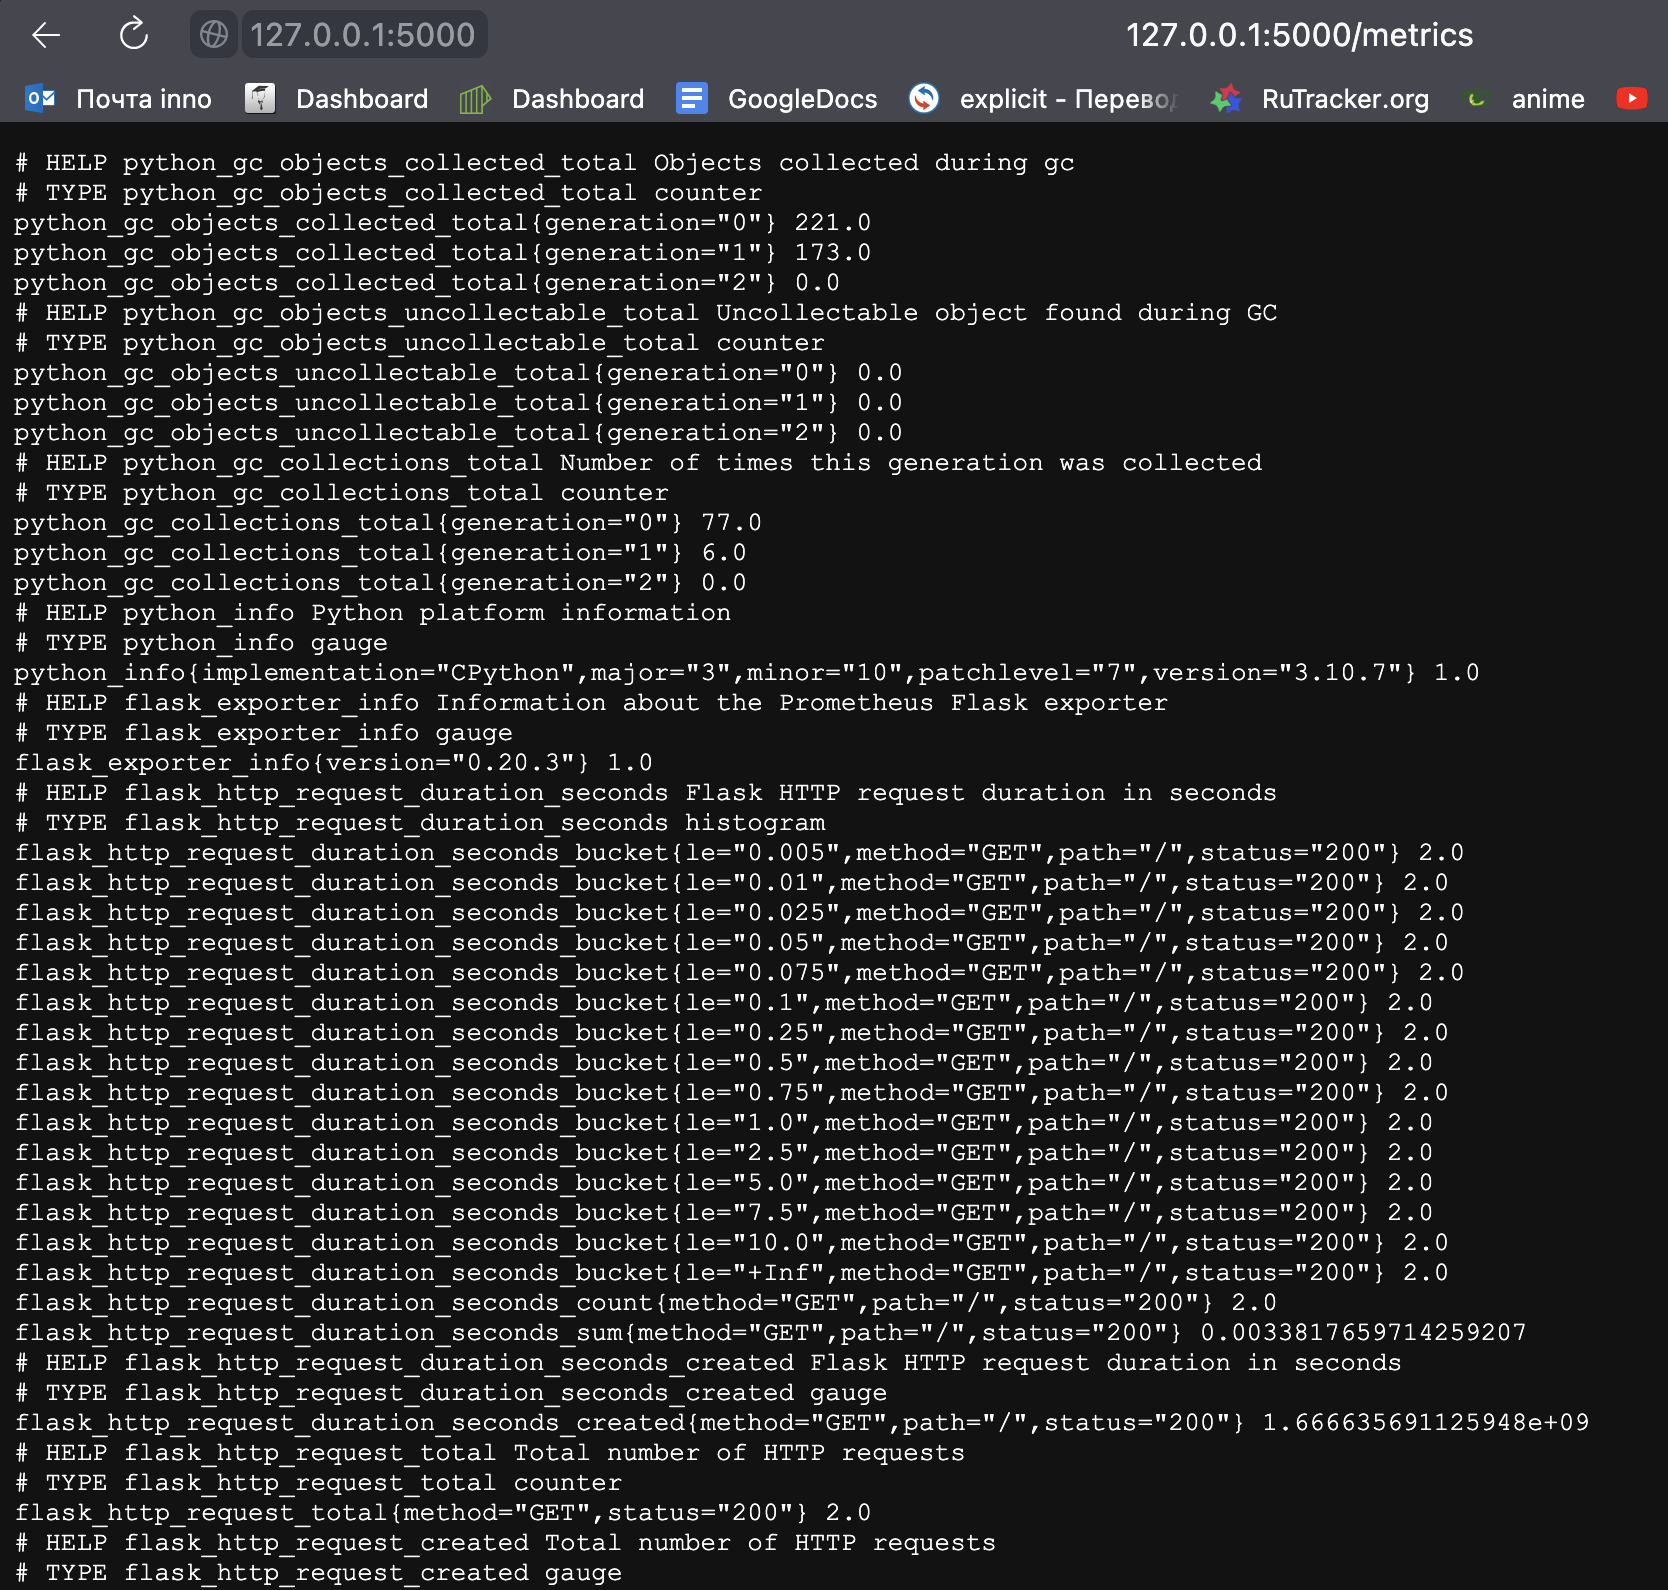 127.0.0.1:5000 127.0.0.1:5000/metrics
Почта inno Dashboard Dashboard GoogleDocs explicit - Перевод RuTracker.org anime
# HELP python_gc_objects_collected_total Objects collected during gc
# TYPE python_gc_objects_collected_total counter
python_gc_objects_collected_total{generation="0"} 221.0
python_gc_objects_collected_total{generation="1"} 173.0
python_gc_objects_collected_total{generation="2"} 0.0
# HELP python_gc_objects_uncollectable_total Uncollectable object found during GC
# TYPE python_gc_objects_uncollectable_total counter
python_gc_objects_uncollectable_total{generation="0"} 0.0
python_gc_objects_uncollectable_total{generation="1"} 0.0
python_gc_objects_uncollectable_total{generation="2"} 0.0
# HELP python_gc_collections_total Number of times this generation was collected
# TYPE python_gc_collections_total counter
python_gc_collections_total{generation="0"} 77.0
python_gc_collections_total{generation="1"} 6.0
python_gc_collections_total{generation="2"} 0.0
# HELP python_info Python platform information
# TYPE python_info gauge
python_info{implementation="CPython",major="3",minor="10",patchlevel="7",version="3.10.7"} 1.0
# HELP flask_exporter_info Information about the Prometheus Flask exporter
# TYPE flask_exporter_info gauge
flask_exporter_info{version="0.20.3"} 1.0
# HELP flask_http_request_duration_seconds Flask HTTP request duration in seconds
# TYPE flask_http_request_duration_seconds histogram
flask_http_request_duration_seconds_bucket{le="0.005",method="GET",path="/",status="200"} 2.0
flask_http_request_duration_seconds_bucket{le="0.01",method="GET",path="/",status="200"} 2.0
flask_http_request_duration_seconds_bucket{le="0.025",method="GET",path="/",status="200"} 2.0
flask_http_request_duration_seconds_bucket{le="0.05",method="GET",path="/",status="200"} 2.0
flask_http_request_duration_seconds_bucket{le="0.075",method="GET",path="/",status="200"} 2.0
flask_http_request_duration_seconds_bucket{le="0.1",method="GET",path="/",status="200"} 2.0
flask_http_request_duration_seconds_bucket{le="0.25",method="GET",path="/",status="200"} 2.0
flask_http_request_duration_seconds_bucket{le="0.5",method="GET",path="/",status="200"} 2.0
flask_http_request_duration_seconds_bucket{le="0.75",method="GET",path="/",status="200"} 2.0
flask_http_request_duration_seconds_bucket{le="1.0",method="GET",path="/",status="200"} 2.0
flask_http_request_duration_seconds_bucket{le="2.5",method="GET",path="/",status="200"} 2.0
flask_http_request_duration_seconds_bucket{le="5.0",method="GET",path="/",status="200"} 2.0
flask_http_request_duration_seconds_bucket{le="7.5",method="GET",path="/",status="200"} 2.0
flask_http_request_duration_seconds_bucket{le="10.0",method="GET",path="/",status="200"} 2.0
flask_http_request_duration_seconds_bucket{le="+Inf",method="GET",path="/",status="200"} 2.0
flask_http_request_duration_seconds_count{method="GET",path="/",status="200"} 2.0
flask_http_request_duration_seconds_sum{method="GET",path="/",status="200"} 0.0033817659714259207
# HELP flask_http_request_duration_seconds_created Flask HTTP request duration in seconds
# TYPE flask_http_request_duration_seconds_created gauge
flask_http_request_duration_seconds_created{method="GET",path="/",status="200"} 1.666635691125948e+09
# HELP flask_http_request_total Total number of HTTP requests
# TYPE flask_http_request_total counter
flask_http_request_total{method="GET",status="200"} 2.0
# HELP flask_http_request_created Total number of HTTP requests
# TYPE flask_http_request_created gauge